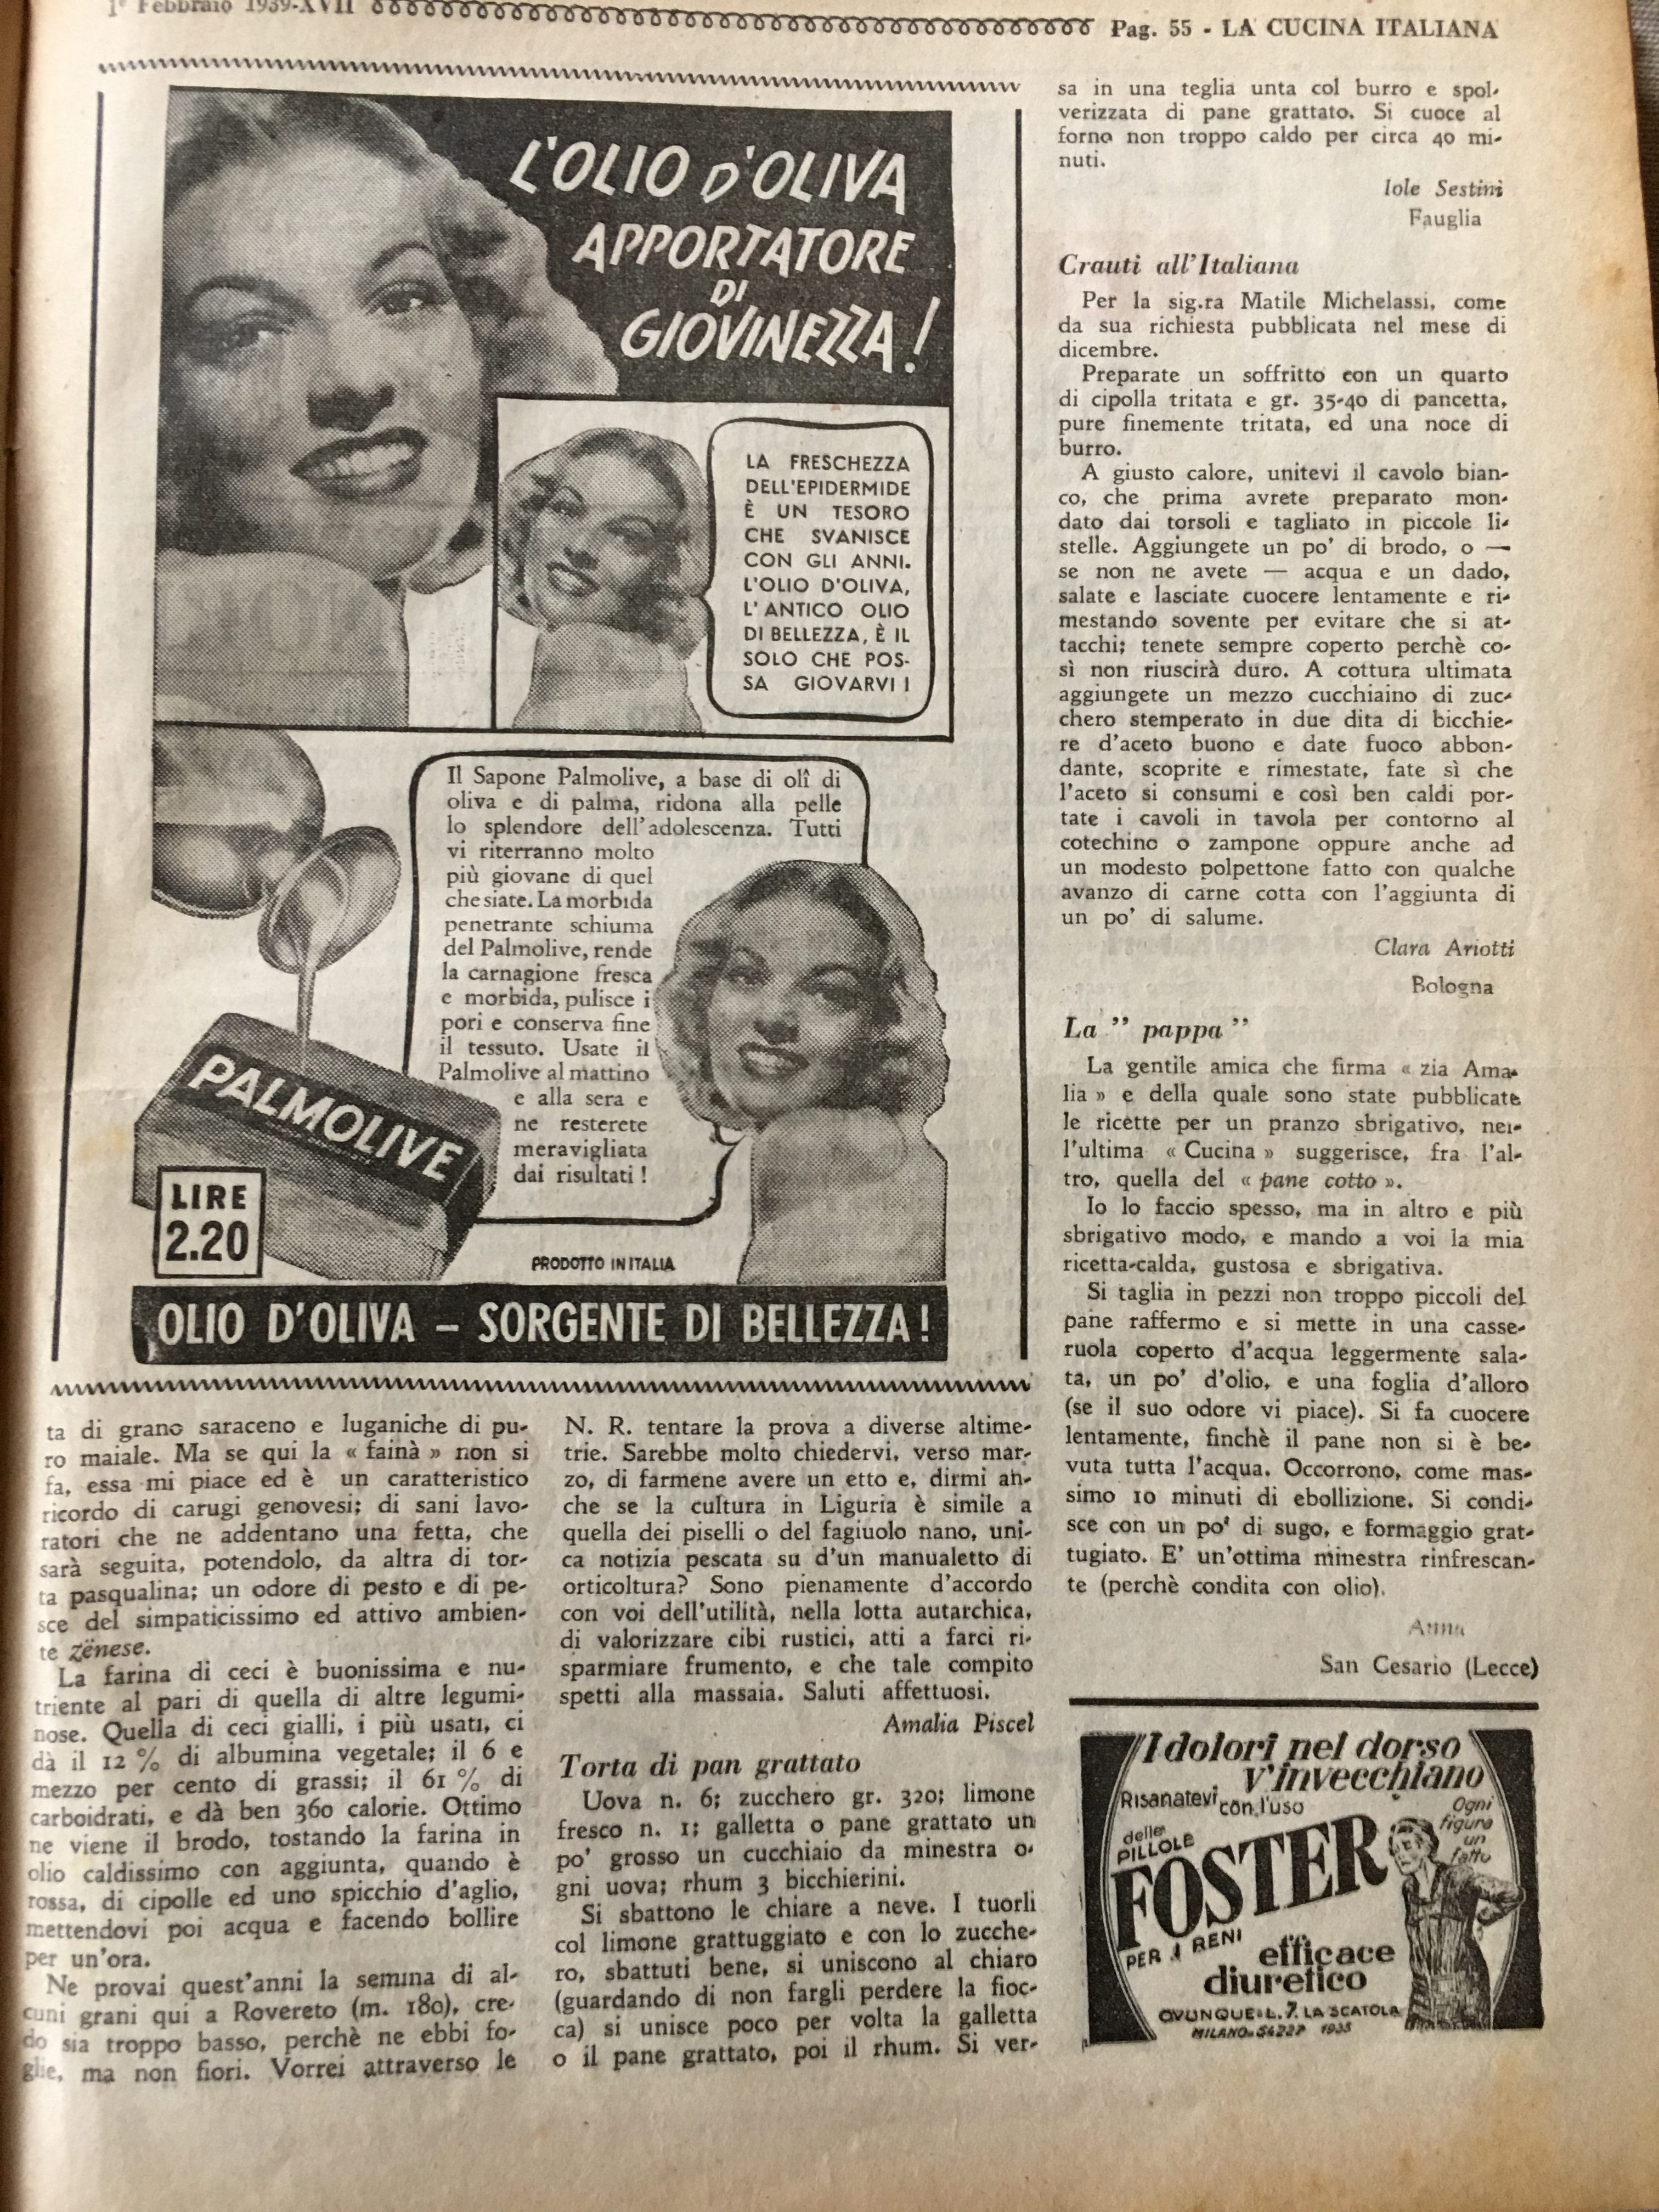 1° Febbraio 1939-XVII
Pag. 55 - LA CUCINA ITALIANA
L'OLIO D'OLIVA
APPORTATORE
DI
GIOVINEZZA!
LA FRESCHEZZA
DELL'EPIDERMIDE
È UN TESORO
CHE SVANISCE
CON GLI ANNI.
L'OLIO D'OLIVA,
L'ANTICO OLIO
DI BELLEZZA, È IL
SOLO CHE POS-
SA GIOVARVI!
Il Sapone Palmolive, a base di olî di
oliva e di palma, ridona alla pelle
lo splendore dell'adolescenza. Tutti
vi riterranno molto
più giovane di quel
che siate. La morbida
penetrante schiuma
del Palmolive, rende
la carnagione fresca
e morbida, pulisce i
pori e conserva fine
il tessuto. Usate il
Palmolive al mattino
e alla sera e
ne resterete
meravigliata
dai risultati!
PALMOLIVE
LIRE
2.20
PRODOTTO IN ITALIA
OLIO D'OLIVA – SORGENTE DI BELLEZZA!
ta di grano saraceno e luganiche di pu-
ro maiale. Ma se qui la « fainà » non si
fa, essa mi piace ed è un caratteristico
ricordo di carugi genovesi; di sani lavo-
ratori che ne addentano una fetta, che
sarà seguita, potendolo, da altra di tor-
ta pasqualina; un odore di pesto e di pe-
sce del simpaticissimo ed attivo ambien-
te zënese.
La farina di ceci è buonissima e nu-
triente al pari di quella di altre legumi-
nose. Quella di ceci gialli, i più usati, ci
dà il 12 % di albumina vegetale; il 6 e
mezzo per cento di grassi; il 61 % di
carboidrati, e dà ben 360 calorie. Ottimo
ne viene il brodo, tostando la farina in
olio caldissimo con aggiunta, quando è
rossa, di cipolle ed uno spicchio d'aglio,
mettendovi poi acqua e facendo bollire
per un'ora.
Ne provai quest'anni la semina di al-
cuni grani qui a Rovereto (m. 180), cre-
do sia troppo basso, perchè ne ebbi fo-
glie, ma non fiori. Vorrei attraverso le
N. R. tentare la prova a diverse altime-
trie. Sarebbe molto chiedervi, verso mar-
zo, di farmene avere un etto e, dirmi an-
che se la cultura in Liguria è simile a
quella dei piselli o del fagiuolo nano, uni-
ca notizia pescata su d'un manualetto di
orticoltura? Sono pienamente d'accordo
con voi dell'utilità, nella lotta autarchica,
di valorizzare cibi rustici, atti a farci ri-
sparmiare frumento, e che tale compito
spetti alla massaia. Saluti affettuosi.
Amalia Piscel
Torta di pan grattato
Uova n. 6; zucchero gr. 320; limone
fresco n. 1; galletta o pane grattato un
po' grosso un cucchiaio da minestra o-
gni uova; rhum 3 bicchierini.
Si sbattono le chiare a neve. I tuorli
col limone grattuggiato e con lo zucche-
ro, sbattuti bene, si uniscono al chiaro
(guardando di non fargli perdere la fioc-
ca) si unisce poco per volta la galletta
o il pane grattato, poi il rhum. Si ver-
sa in una teglia unta col burro e spol-
verizzata di pane grattato. Si cuoce al
forno non troppo caldo per circa 40 mi-
nuti.
Iole Sestini
Fauglia
Crauti all'Italiana
Per la sig.ra Matile Michelassi, come
da sua richiesta pubblicata nel mese di
dicembre.
Preparate un soffritto con un quarto
di cipolla tritata e gr. 35-40 di pancetta,
pure finemente tritata, ed una noce di
burro.
A giusto calore, unitevi il cavolo bian-
co, che prima avrete preparato mon-
dato dai torsoli e tagliato in piccole li-
stelle. Aggiungete un po' di brodo, o —
se non ne avete — acqua e un dado,
salate e lasciate cuocere lentamente e ri-
mestando sovente per evitare che si at-
tacchi; tenete sempre coperto perchè co-
sì non riuscirà duro. A cottura ultimata
aggiungete un mezzo cucchiaino di zuc-
chero stemperato in due dita di bicchie-
re d'aceto buono e date fuoco abbon-
dante, scoprite e rimestate, fate sì che
l'aceto si consumi e così ben caldi por-
tate i cavoli in tavola per contorno al
cotechino o zampone oppure anche ad
un modesto polpettone fatto con qualche
avanzo di carne cotta con l'aggiunta di
un po' di salume.
Clara Ariotti
Bologna
La " pappa "
La gentile amica che firma « zia Ama-
lia » e della quale sono state pubblicate
le ricette per un pranzo sbrigativo, nel-
l'ultima « Cucina » suggerisce, fra l'al-
tro, quella del « pane cotto ».
Io lo faccio spesso, ma in altro e più
sbrigativo modo, e mando a voi la mia
ricetta-calda, gustosa e sbrigativa.
Si taglia in pezzi non troppo piccoli del
pane raffermo e si mette in una casse-
ruola coperto d'acqua leggermente sala-
ta, un po' d'olio, e una foglia d'alloro
(se il suo odore vi piace). Si fa cuocere
lentamente, finchè il pane non si è be-
vuta tutta l'acqua. Occorrono, come mas-
simo 10 minuti di ebollizione. Si condi-
sce con un po' di sugo, e formaggio grat-
tugiato. E' un'ottima minestra rinfrescan-
te (perchè condita con olio).
Anna
San Cesario (Lecce)
I dolori nel dorso
v'invecchiano
Risanatevi con l'uso
delle
PILLOLE
FOSTER
PER I RENI
Ogni
figura
un
fatto
efficace
diuretico
OVUNQUE: L. 7. LA SCATOLA
MILANO. 54227 1935